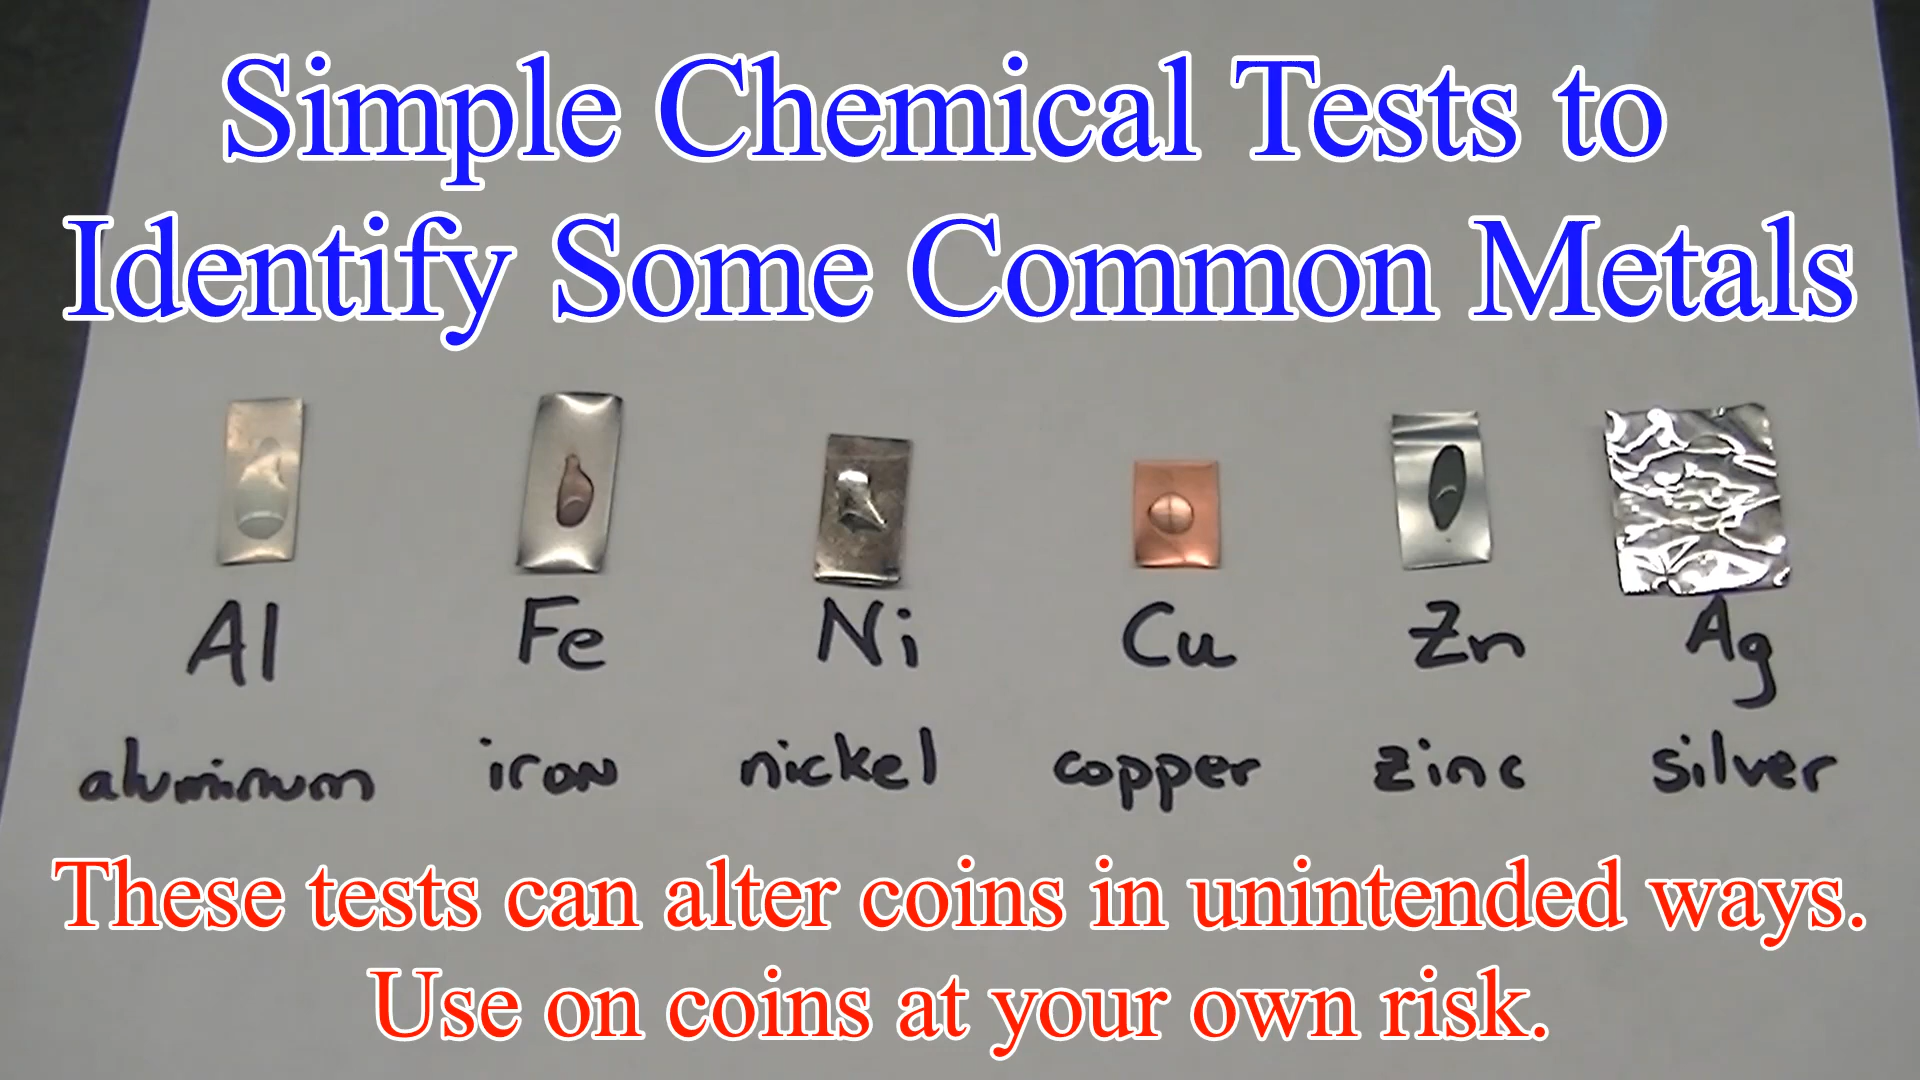 Simple Chemical Tests to
Identify Some Common Metals
Al Fe Ni Cu Zn Ag
aluminum iron nickel copper zinc silver
These tests can alter coins in unintended ways.
Use on coins at your own risk.